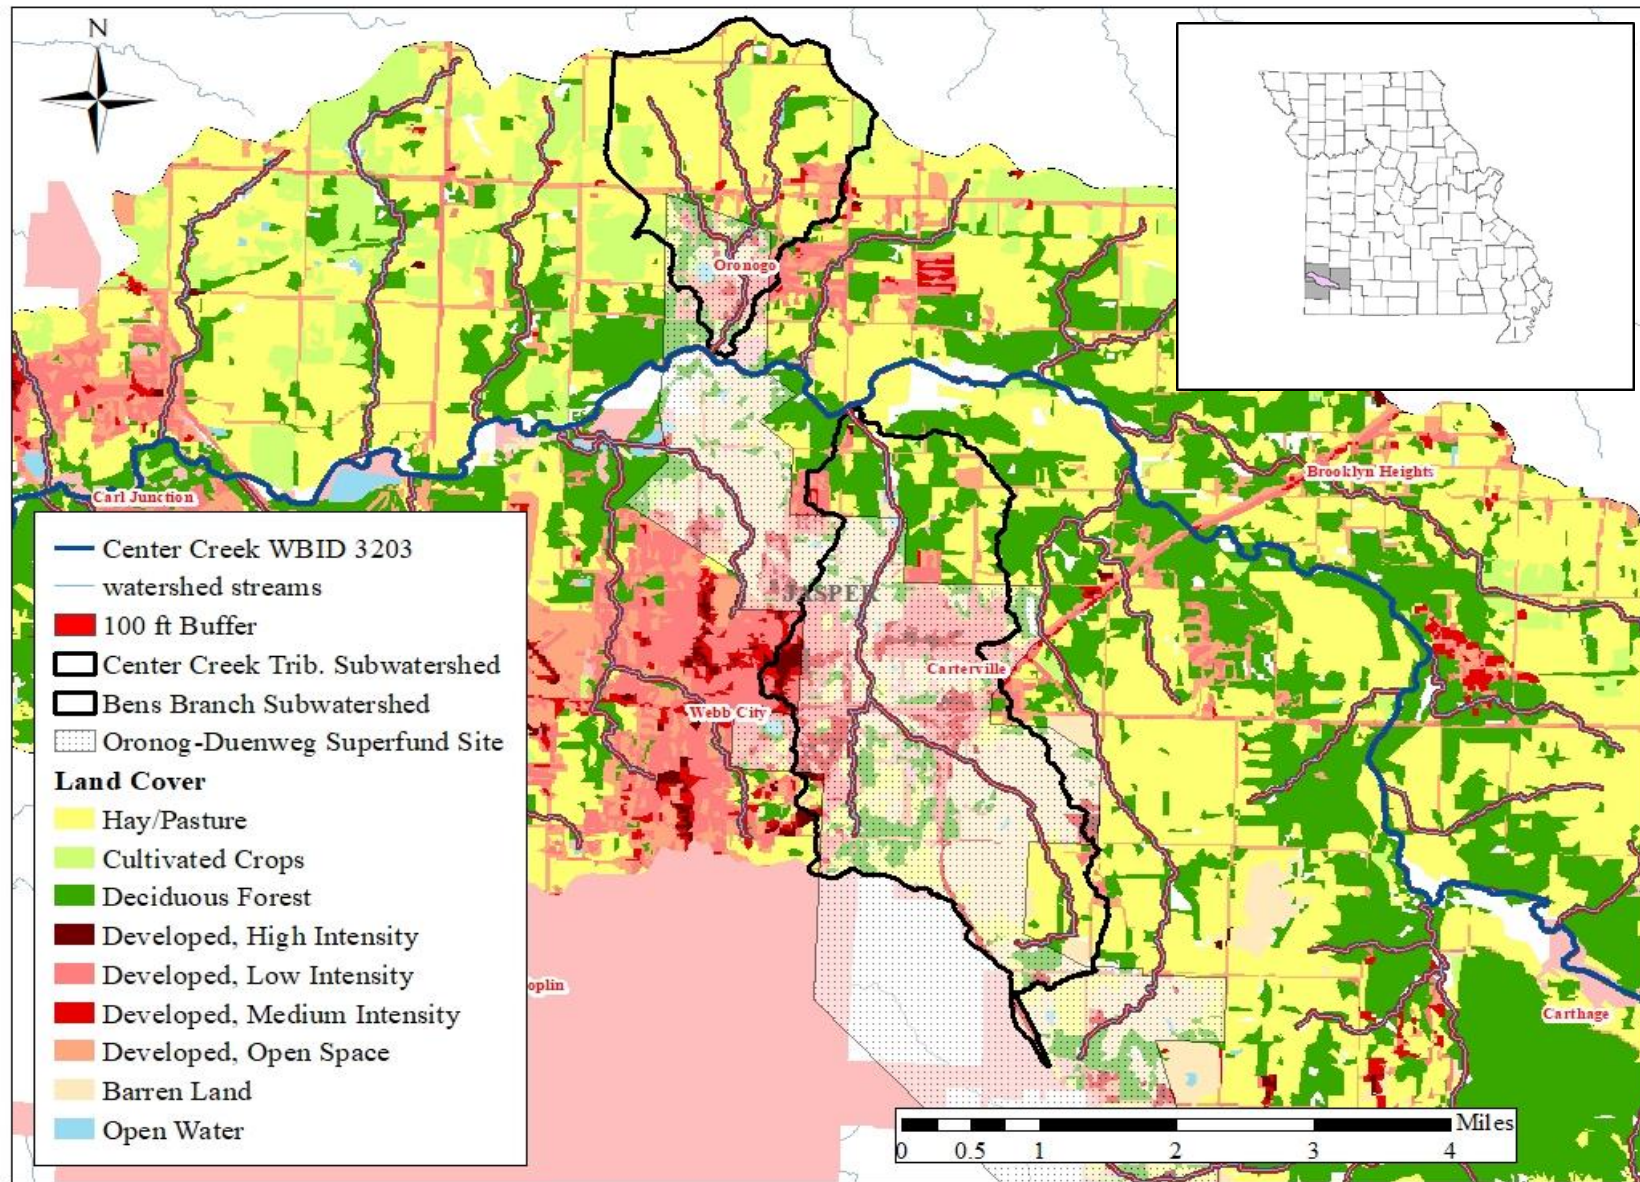 N
Oronogo
Brooklyn Heights
Carl Junction
JASPER
Carterville
Webb City
oplin
Carthage
Center Creek WBID 3203
watershed streams
100 ft Buffer
Center Creek Trib. Subwatershed
Bens Branch Subwatershed
Oronog-Duenweg Superfund Site
Land Cover
Hay/Pasture
Cultivated Crops
Deciduous Forest
Developed, High Intensity
Developed, Low Intensity
Developed, Medium Intensity
Developed, Open Space
Barren Land
Open Water
Miles
0 0.5 1 2 3 4